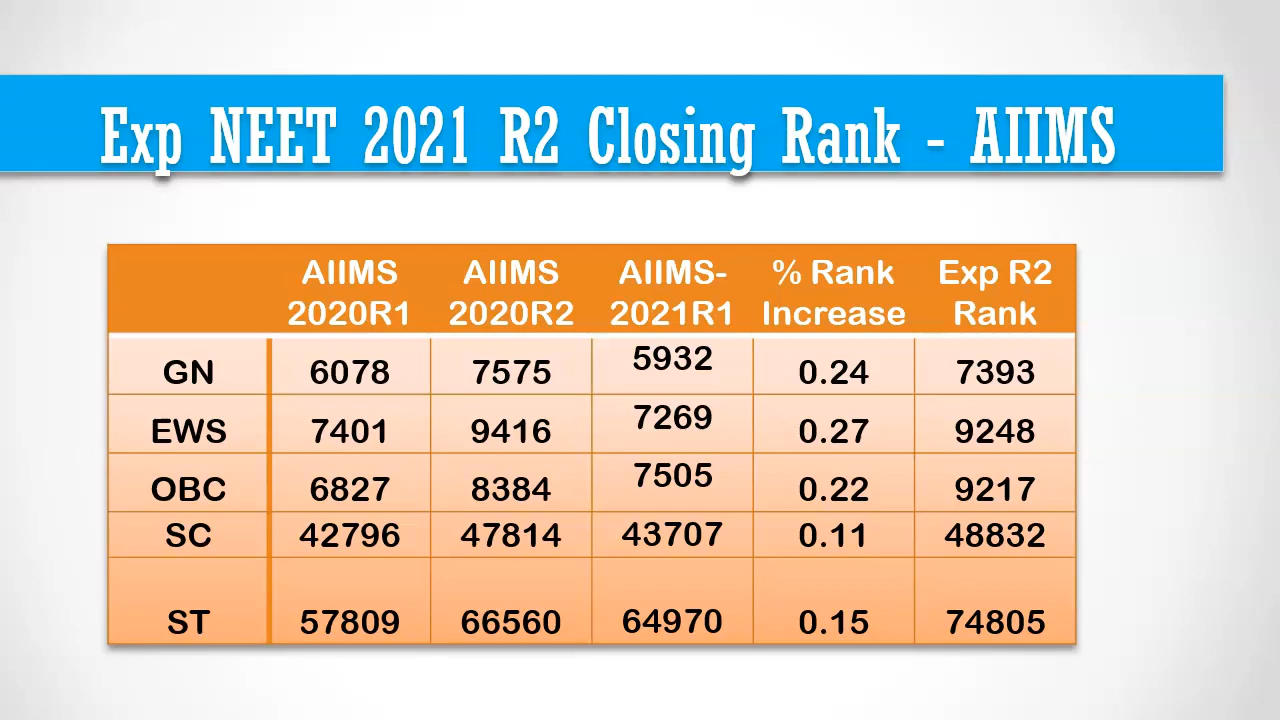 Exp NEET 2021 R2 Closing Rank - AIIMS
AIIMS 2020R1 AIIMS 2020R2 AIIMS-2021R1 % Rank Increase Exp R2 Rank
GN 6078 7575 5932 0.24 7393
EWS 7401 9416 7269 0.27 9248
OBC 6827 8384 7505 0.22 9217
SC 42796 47814 43707 0.11 48832
ST 57809 66560 64970 0.15 74805